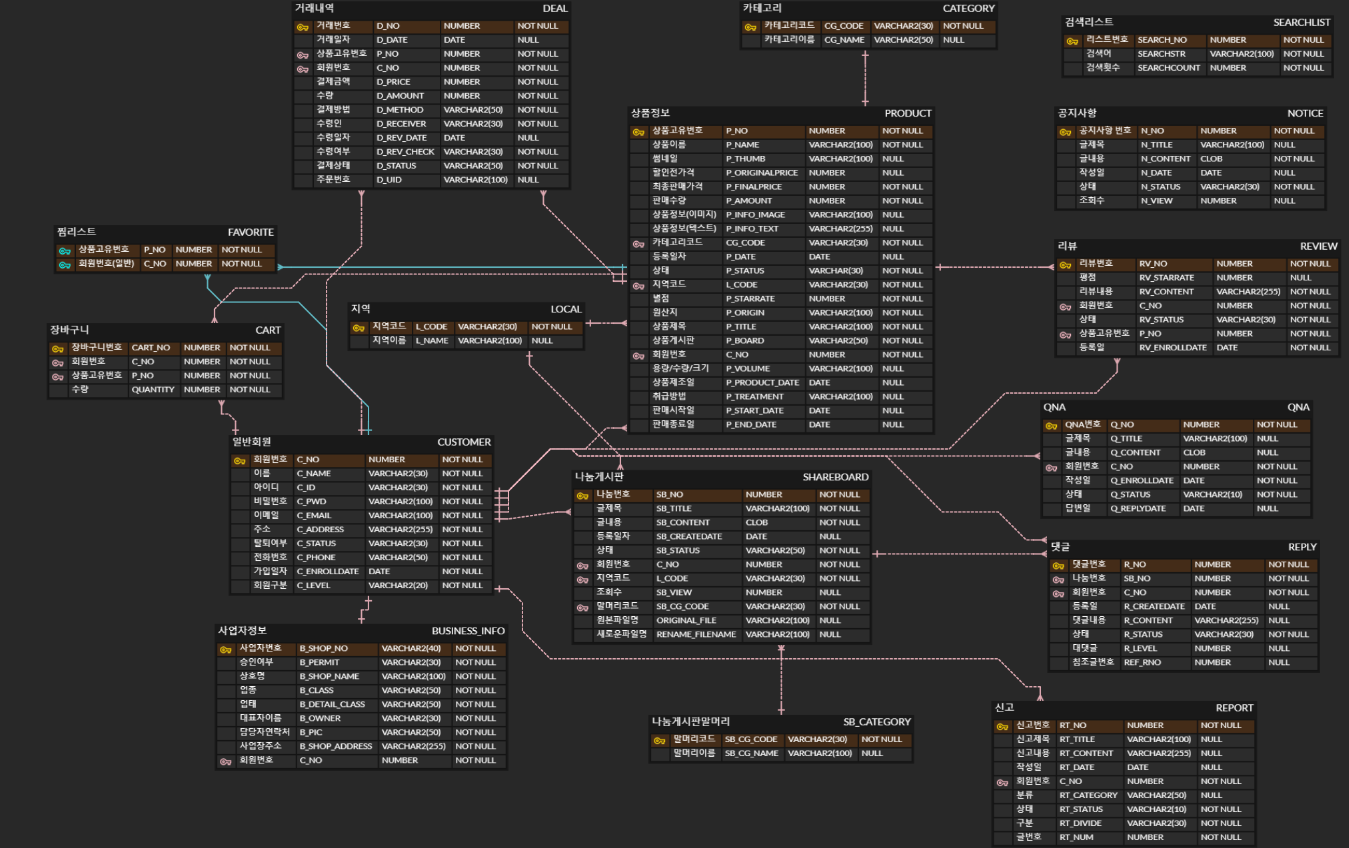 거래내역 DEAL
거래번호 D_NO NUMBER NOT NULL
거래일자 D_DATE DATE NULL
상품고유번호 P_NO NUMBER NOT NULL
회원번호 C_NO NUMBER NOT NULL
결제금액 D_PRICE NUMBER NOT NULL
수량 D_AMOUNT NUMBER NOT NULL
결제방법 D_METHOD VARCHAR2(50) NOT NULL
수령인 D_RECEIVER VARCHAR2(30) NOT NULL
수령일자 D_REV_DATE DATE NULL
수령여부 D_REV_CHECK VARCHAR2(30) NOT NULL
결제상태 D_STATUS VARCHAR2(50) NOT NULL
주문번호 D_UID VARCHAR2(100) NULL
카테고리 CATEGORY
카테고리코드 CG_CODE VARCHAR2(30) NOT NULL
카테고리이름 CG_NAME VARCHAR2(50) NULL
검색리스트 SEARCHLIST
리스트번호 SEARCH_NO NUMBER NOT NULL
검색어 SEARCHSTR VARCHAR2(100) NOT NULL
검색횟수 SEARCHCOUNT NUMBER NOT NULL
상품정보 PRODUCT
상품고유번호 P_NO NUMBER NOT NULL
상품이름 P_NAME VARCHAR2(100) NOT NULL
썸네일 P_THUMB VARCHAR2(100) NOT NULL
할인전가격 P_ORIGINALPRICE NUMBER NULL
최종판매가격 P_FINALPRICE NUMBER NOT NULL
판매수량 P_AMOUNT NUMBER NOT NULL
상품정보(이미지) P_INFO_IMAGE VARCHAR2(100) NULL
상품정보(텍스트) P_INFO_TEXT VARCHAR2(255) NULL
카테고리코드 CG_CODE VARCHAR2(30) NOT NULL
등록일자 P_DATE DATE NULL
상태 P_STATUS VARCHAR(30) NOT NULL
지역코드 L_CODE VARCHAR2(30) NOT NULL
별점 P_STARRATE NUMBER NOT NULL
원산지 P_ORIGIN VARCHAR2(100) NOT NULL
상품제목 P_TITLE VARCHAR2(100) NOT NULL
상품게시판 P_BOARD VARCHAR2(50) NOT NULL
회원번호 C_NO NUMBER NOT NULL
용량/수량/크기 P_VOLUME VARCHAR2(100) NOT NULL
상품제조일 P_PRODUCT_DATE DATE NULL
취급방법 P_TREATMENT VARCHAR2(100) NULL
판매시작일 P_START_DATE DATE NULL
판매종료일 P_END_DATE DATE NULL
공지사항 NOTICE
공지사항 번호 N_NO NUMBER NOT NULL
글제목 N_TITLE VARCHAR2(100) NULL
글내용 N_CONTENT CLOB NOT NULL
작성일 N_DATE DATE NULL
상태 N_STATUS VARCHAR2(30) NOT NULL
조회수 N_VIEW NUMBER NULL
찜리스트 FAVORITE
상품고유번호 P_NO NUMBER NOT NULL
회원번호(일반) C_NO NUMBER NOT NULL
리뷰 REVIEW
리뷰번호 RV_NO NUMBER NOT NULL
평점 RV_STARRATE NUMBER NULL
리뷰내용 RV_CONTENT VARCHAR2(255) NOT NULL
회원번호 C_NO NUMBER NOT NULL
상태 RV_STATUS VARCHAR2(30) NOT NULL
상품고유번호 P_NO NUMBER NOT NULL
등록일 RV_ENROLLDATE DATE NOT NULL
지역 LOCAL
지역코드 L_CODE VARCHAR2(30) NOT NULL
지역이름 L_NAME VARCHAR2(100) NULL
장바구니 CART
장바구니번호 CART_NO NUMBER NOT NULL
회원번호 C_NO NUMBER NOT NULL
상품고유번호 P_NO NUMBER NOT NULL
수량 QUANTITY NUMBER NOT NULL
QNA QNA
QNA번호 Q_NO NUMBER NOT NULL
글제목 Q_TITLE VARCHAR2(100) NULL
글내용 Q_CONTENT CLOB NULL
회원번호 C_NO NUMBER NOT NULL
작성일 Q_ENROLLDATE DATE NOT NULL
상태 Q_STATUS VARCHAR2(10) NOT NULL
답변일 Q_REPLYDATE DATE NULL
일반회원 CUSTOMER
회원번호 C_NO NUMBER NOT NULL
이름 C_NAME VARCHAR2(30) NOT NULL
아이디 C_ID VARCHAR2(30) NOT NULL
비밀번호 C_PWD VARCHAR2(100) NOT NULL
이메일 C_EMAIL VARCHAR2(100) NOT NULL
주소 C_ADDRESS VARCHAR2(255) NOT NULL
탈퇴여부 C_STATUS VARCHAR2(30) NOT NULL
전화번호 C_PHONE VARCHAR2(50) NOT NULL
가입일자 C_ENROLLDATE DATE NOT NULL
회원구분 C_LEVEL VARCHAR2(20) NOT NULL
나눔게시판 SHAREBOARD
나눔번호 SB_NO NUMBER NOT NULL
글제목 SB_TITLE VARCHAR2(100) NOT NULL
글내용 SB_CONTENT CLOB NOT NULL
등록일자 SB_CREATEDATE DATE NULL
상태 SB_STATUS VARCHAR2(50) NOT NULL
회원번호 C_NO NUMBER NOT NULL
지역코드 L_CODE VARCHAR2(30) NOT NULL
조회수 SB_VIEW NUMBER NULL
말머리코드 SB_CG_CODE VARCHAR2(30) NOT NULL
원본파일명 ORIGINAL_FILE VARCHAR2(100) NULL
새로운파일명 RENAME_FILENAME VARCHAR2(100) NULL
댓글 REPLY
댓글번호 R_NO NUMBER NOT NULL
나눔번호 SB_NO NUMBER NOT NULL
회원번호 C_NO NUMBER NOT NULL
등록일 R_CREATEDATE DATE NULL
댓글내용 R_CONTENT VARCHAR2(255) NULL
상태 R_STATUS VARCHAR2(30) NOT NULL
대댓글 R_LEVEL NUMBER NULL
참조글번호 REF_RNO NUMBER NULL
사업자정보 BUSINESS_INFO
사업자번호 B_SHOP_NO VARCHAR2(40) NOT NULL
승인여부 B_PERMIT VARCHAR2(30) NOT NULL
상호명 B_SHOP_NAME VARCHAR2(100) NOT NULL
업종 B_CLASS VARCHAR2(50) NOT NULL
업태 B_DETAIL_CLASS VARCHAR2(50) NOT NULL
대표자이름 B_OWNER VARCHAR2(30) NOT NULL
담당자연락처 B_PIC VARCHAR2(50) NOT NULL
사업장주소 B_SHOP_ADDRESS VARCHAR2(255) NOT NULL
회원번호 C_NO NUMBER NOT NULL
나눔게시판말머리 SB_CATEGORY
말머리코드 SB_CG_CODE VARCHAR2(30) NOT NULL
말머리이름 SB_CG_NAME VARCHAR2(100) NULL
신고 REPORT
신고번호 RT_NO NUMBER NOT NULL
신고제목 RT_TITLE VARCHAR2(100) NULL
신고내용 RT_CONTENT VARCHAR2(255) NULL
작성일 RT_DATE DATE NULL
회원번호 C_NO NUMBER NOT NULL
분류 RT_CATEGORY VARCHAR2(50) NULL
상태 RT_STATUS VARCHAR2(10) NOT NULL
구분 RT_DIVIDE VARCHAR2(30) NOT NULL
글번호 RT_NUM NUMBER NOT NULL